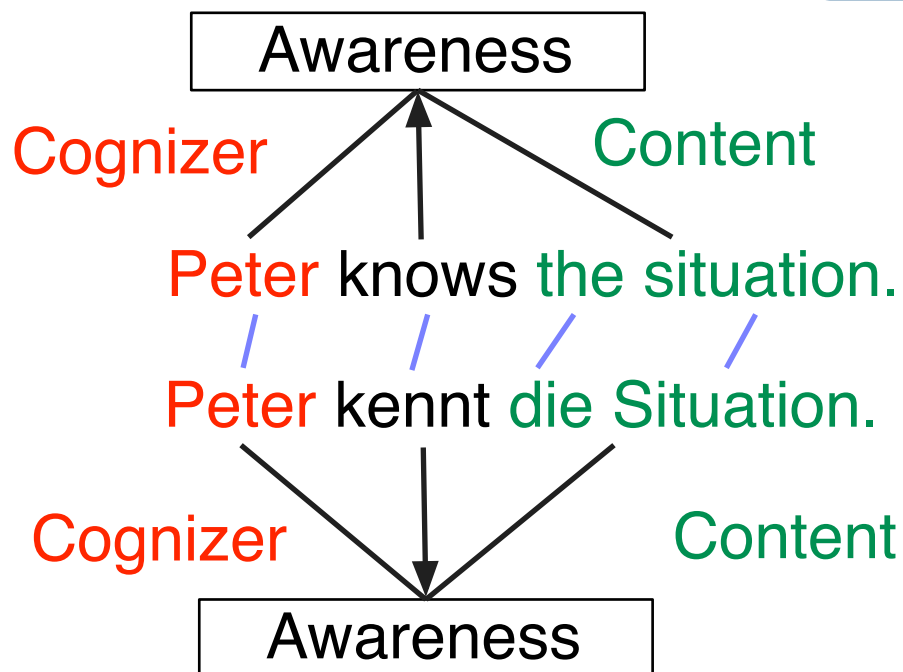 Awareness
Cognizer Content
Peter knows the situation.
Peter kennt die Situation.
Cognizer Content
Awareness